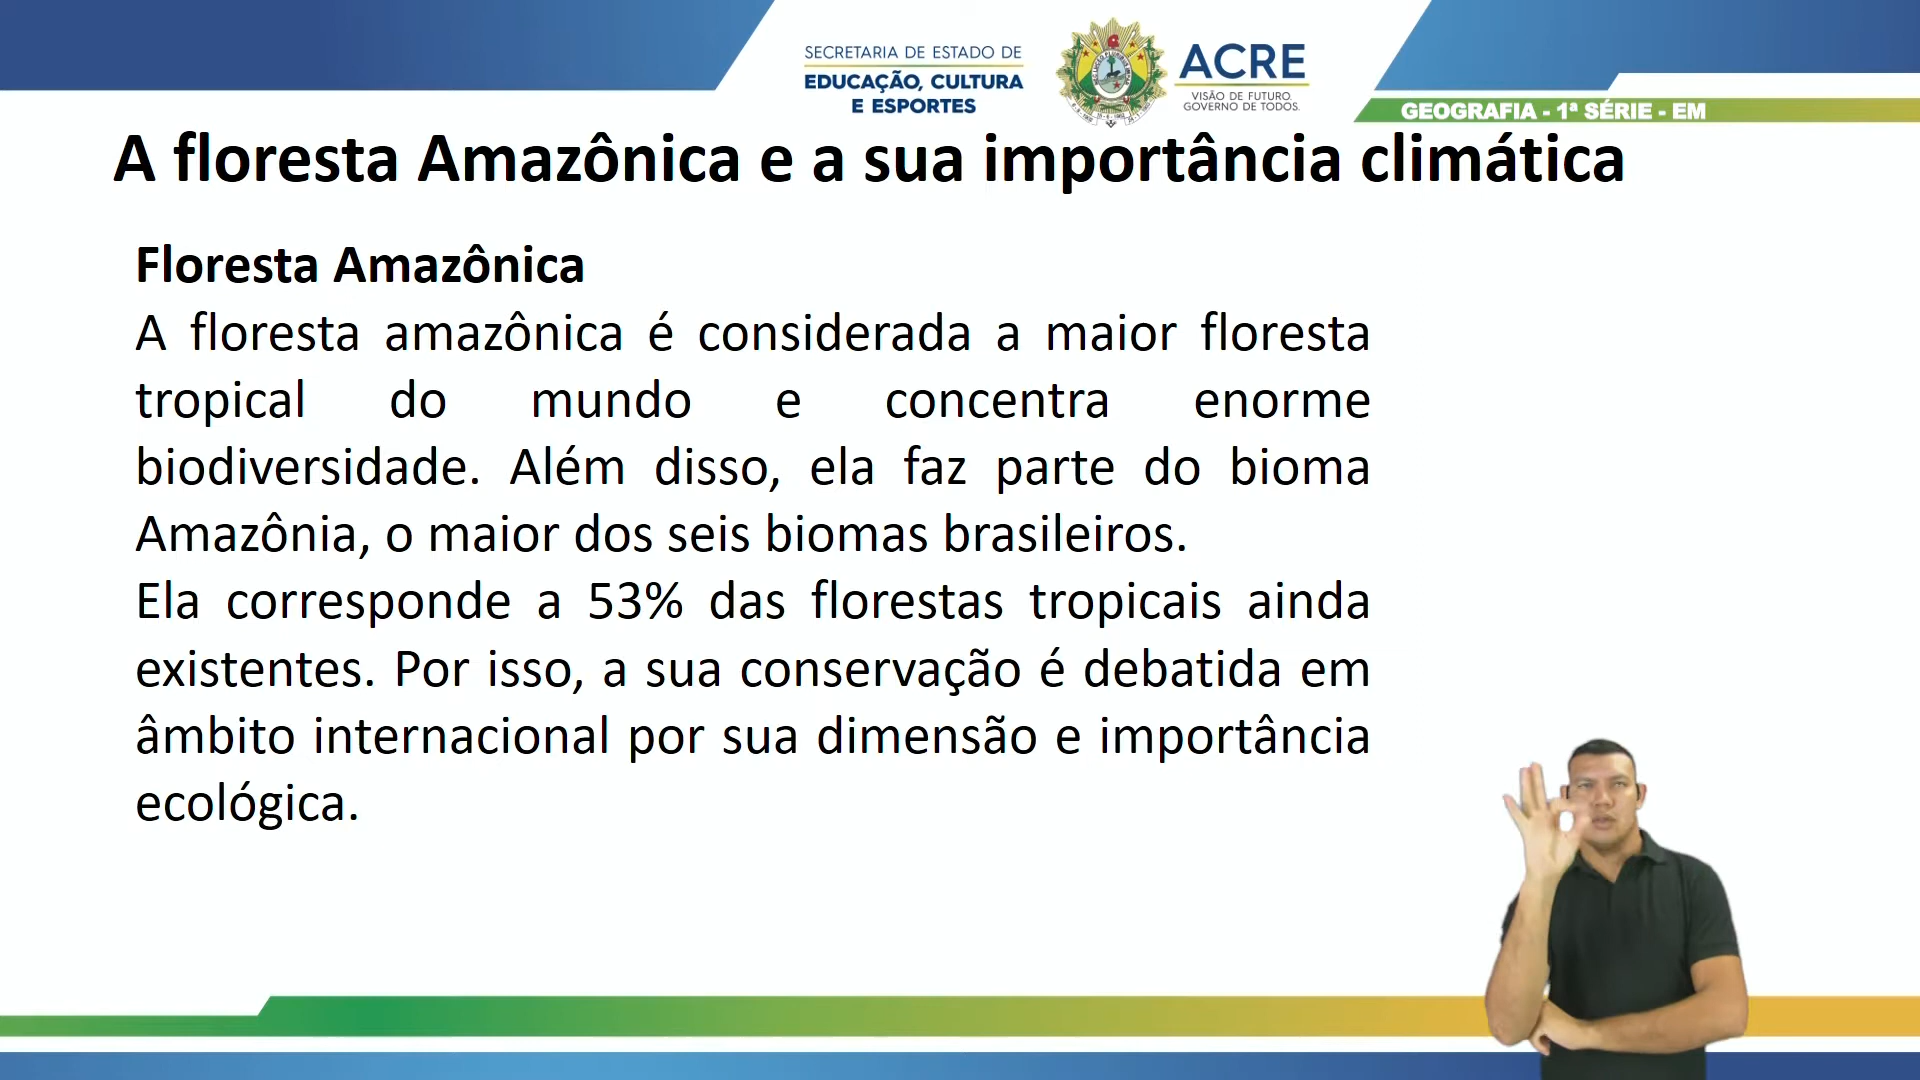 SECRETARIA DE ESTADO DE
EDUCAÇÃO, CULTURA
E ESPORTES
ACRE
VISÃO DE FUTURO.
GOVERNO DE TODOS.
GEOGRAFIA - 1ª SÉRIE - EM
A floresta Amazônica e a sua importância climática
Floresta Amazônica
A floresta amazônica é considerada a maior floresta
tropical do mundo e concentra enorme
biodiversidade. Além disso, ela faz parte do bioma
Amazônia, o maior dos seis biomas brasileiros.
Ela corresponde a 53% das florestas tropicais ainda
existentes. Por isso, a sua conservação é debatida em
âmbito internacional por sua dimensão e importância
ecológica.